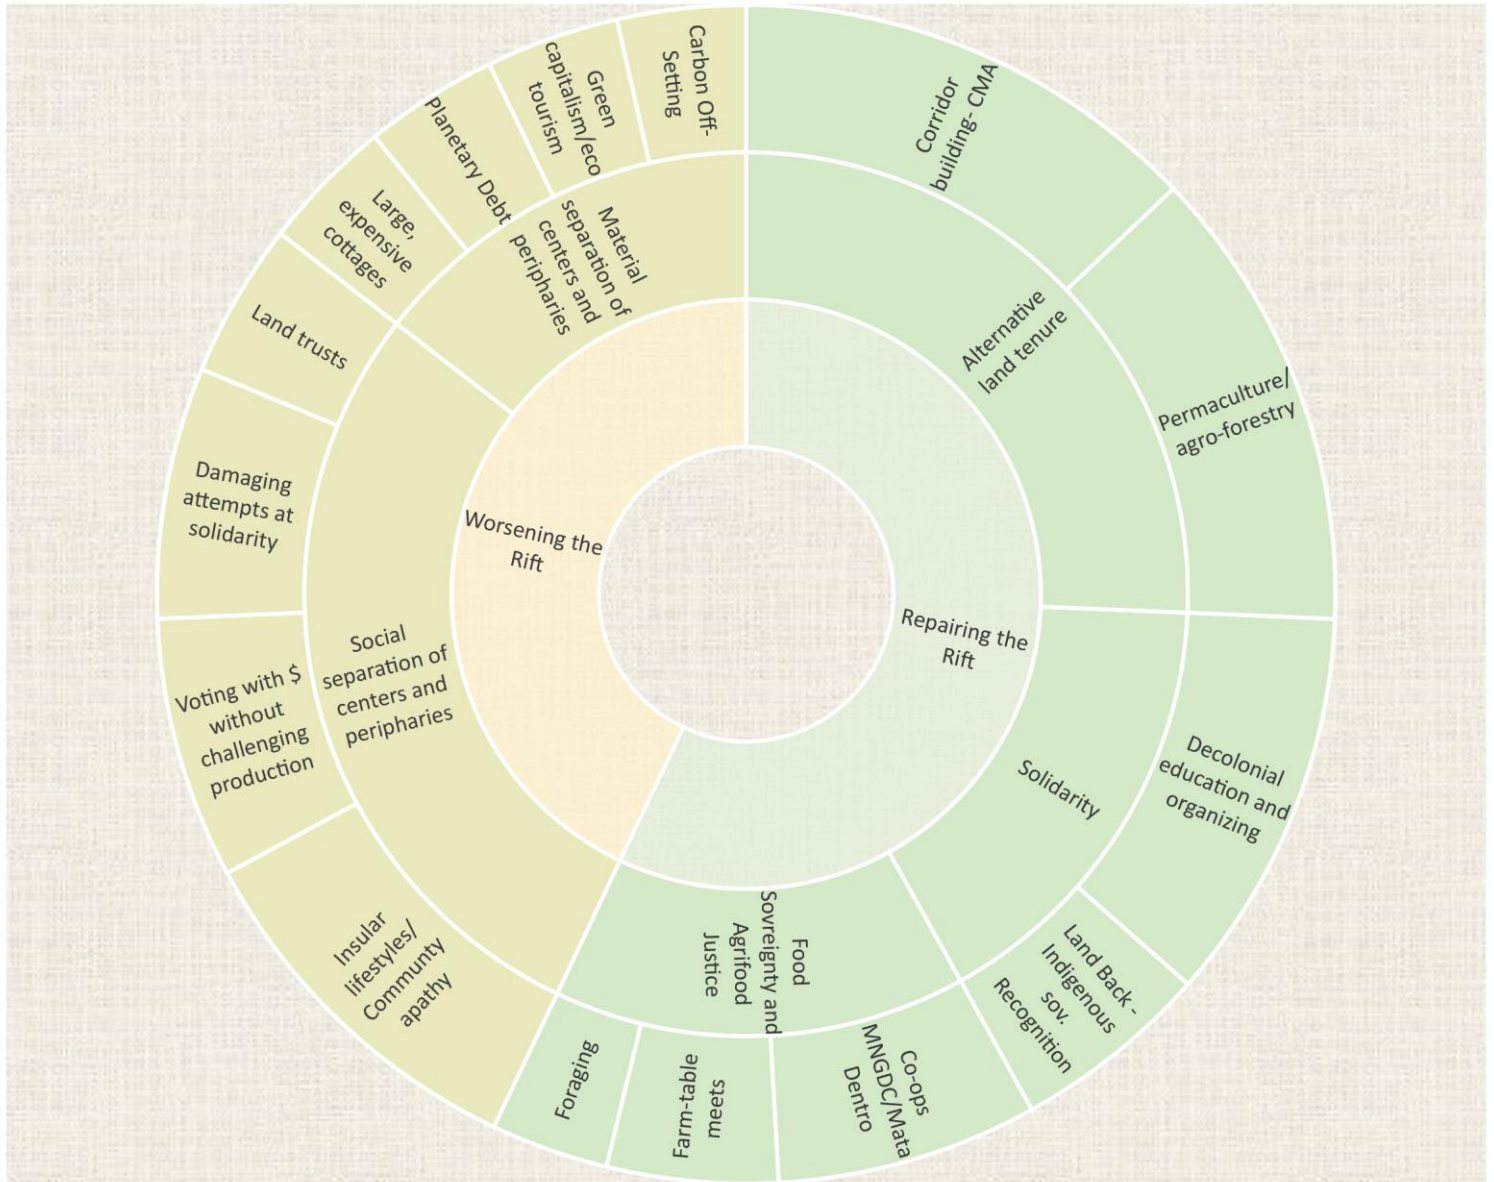 Carbon Off-
Setting
Green
capitalism/eco
tourism
Planetary Debt
Large,
expensive
cottages
Land trusts
Damaging
attempts at
solidarity
Voting with $
without
challenging
production
Insular
lifestyles/
Communty
apathy
Material
separation of
centers and
peripharies
Social
separation of
centers and
peripharies
Worsening the
Rift
Repairing the
Rift
Alternative
land tenure
Solidarity
Food
Sovreignty and
Agrifood
Justice
Corridor
building- CMA
Permaculture/
agro-forestry
Decolonial
education and
organizing
Land Back -
Indigenous
sov.
Recognition
Co-ops
MNGDC/Mata
Dentro
Farm-table
meets
Foraging